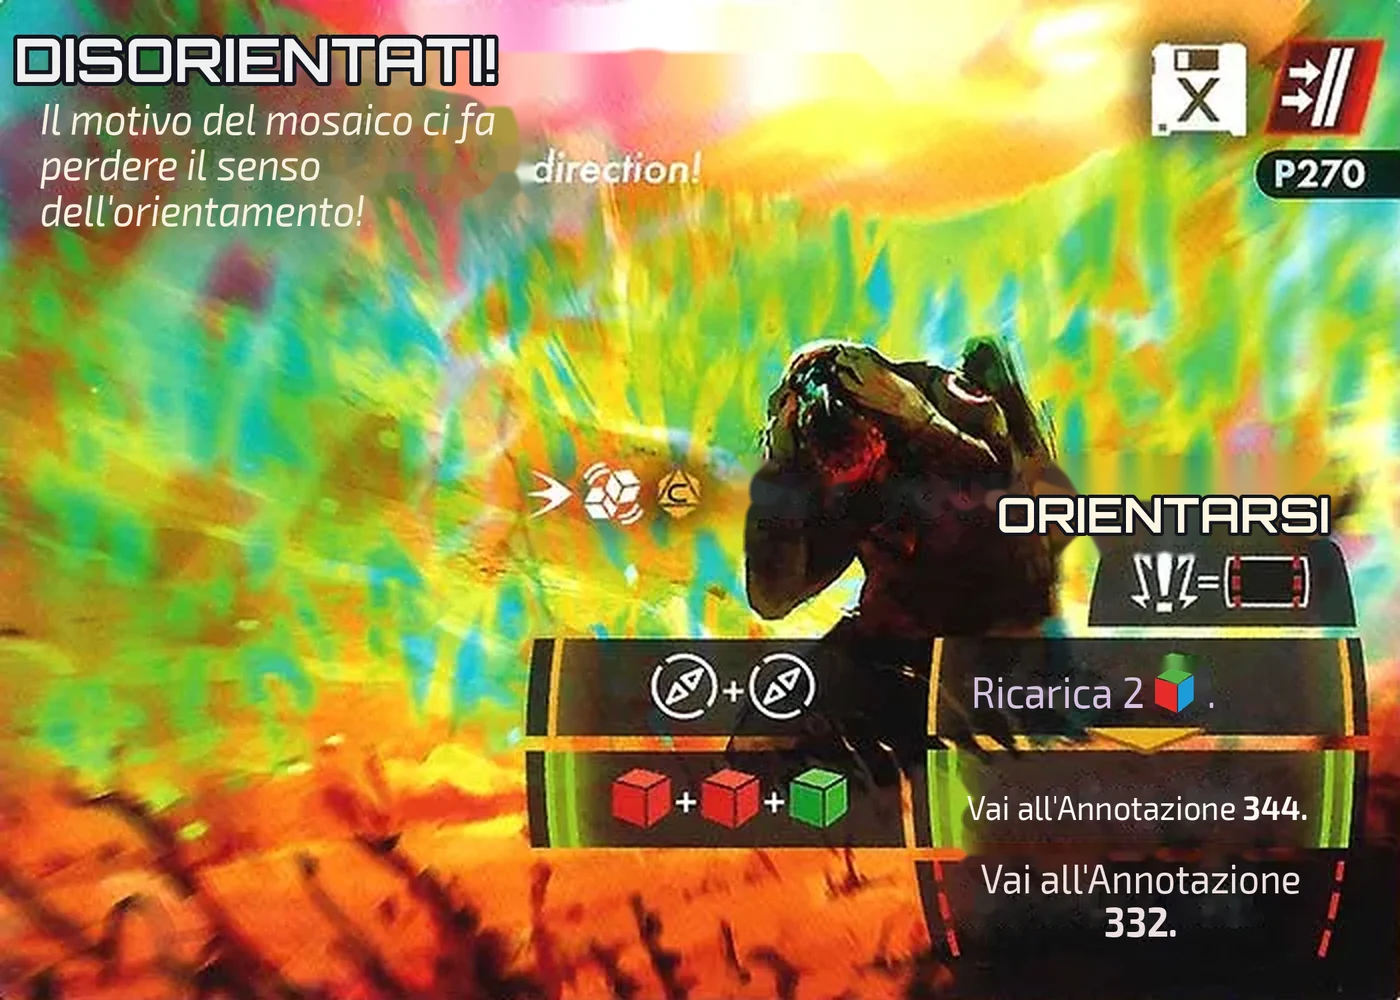 DISORIENTATI!
Il motivo del mosaico ci fa
perdere il senso
direction!
dell'orientamento!
X
P270
C
ORIENTARSI
!=
+
Ricarica 2 .
+ +
Vai all'Annotazione 344.
Vai all'Annotazione
332.